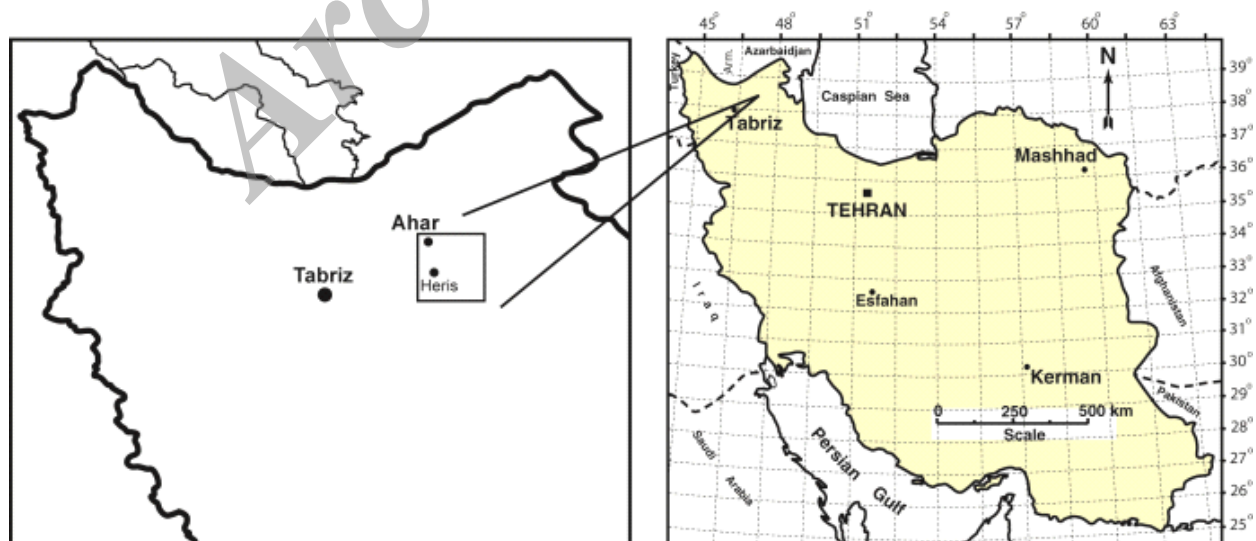 Arc
Ahar
Tabriz
Heris
45° 48° 51° 54° 57° 60° 63°
Turkey
Arm.
Azarbaidjan
Caspian Sea
N
39°
38°
37°
36°
35°
34°
33°
32°
31°
30°
29°
28°
27°
26°
25°
Tabriz
Mashhad
TEHRAN
Esfahan
Kerman
Iraq
Afghanistan
Pakistan
0 250 500 km
Scale
Saudi
Arabia
Persian
Gulf